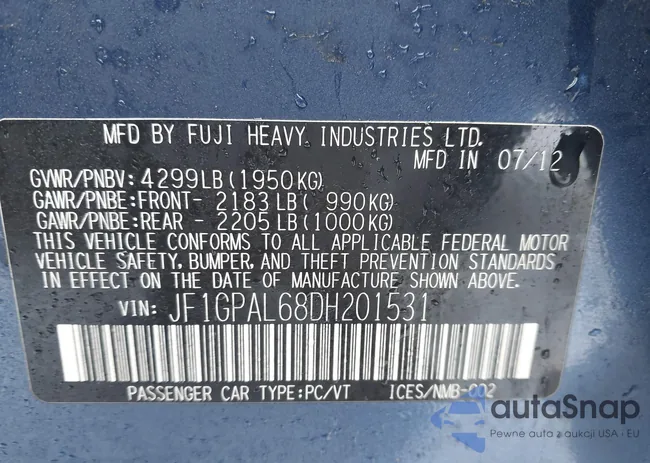 MFD BY FUJI HEAVY INDUSTRIES LTD.
MFD IN 07/12
GVWR/PNBV: 4299LB (1950KG)
GAWR/PNBE:FRONT- 2183 LB ( 990KG)
GAWR/PNBE:REAR - 2205 LB (1000KG)
THIS VEHICLE CONFORMS TO ALL APPLICABLE FEDERAL MOTOR
VEHICLE SAFETY, BUMPER, AND THEFT PREVENTION STANDARDS
IN EFFECT ON THE DATE OF MANUFACTURE SHOWN ABOVE.
VIN: JF1GPAL68DH201531
PASSENGER CAR TYPE:PC/VT ICES/NMB-002
autaSnap
Pewne auta z aukcji USA - EU